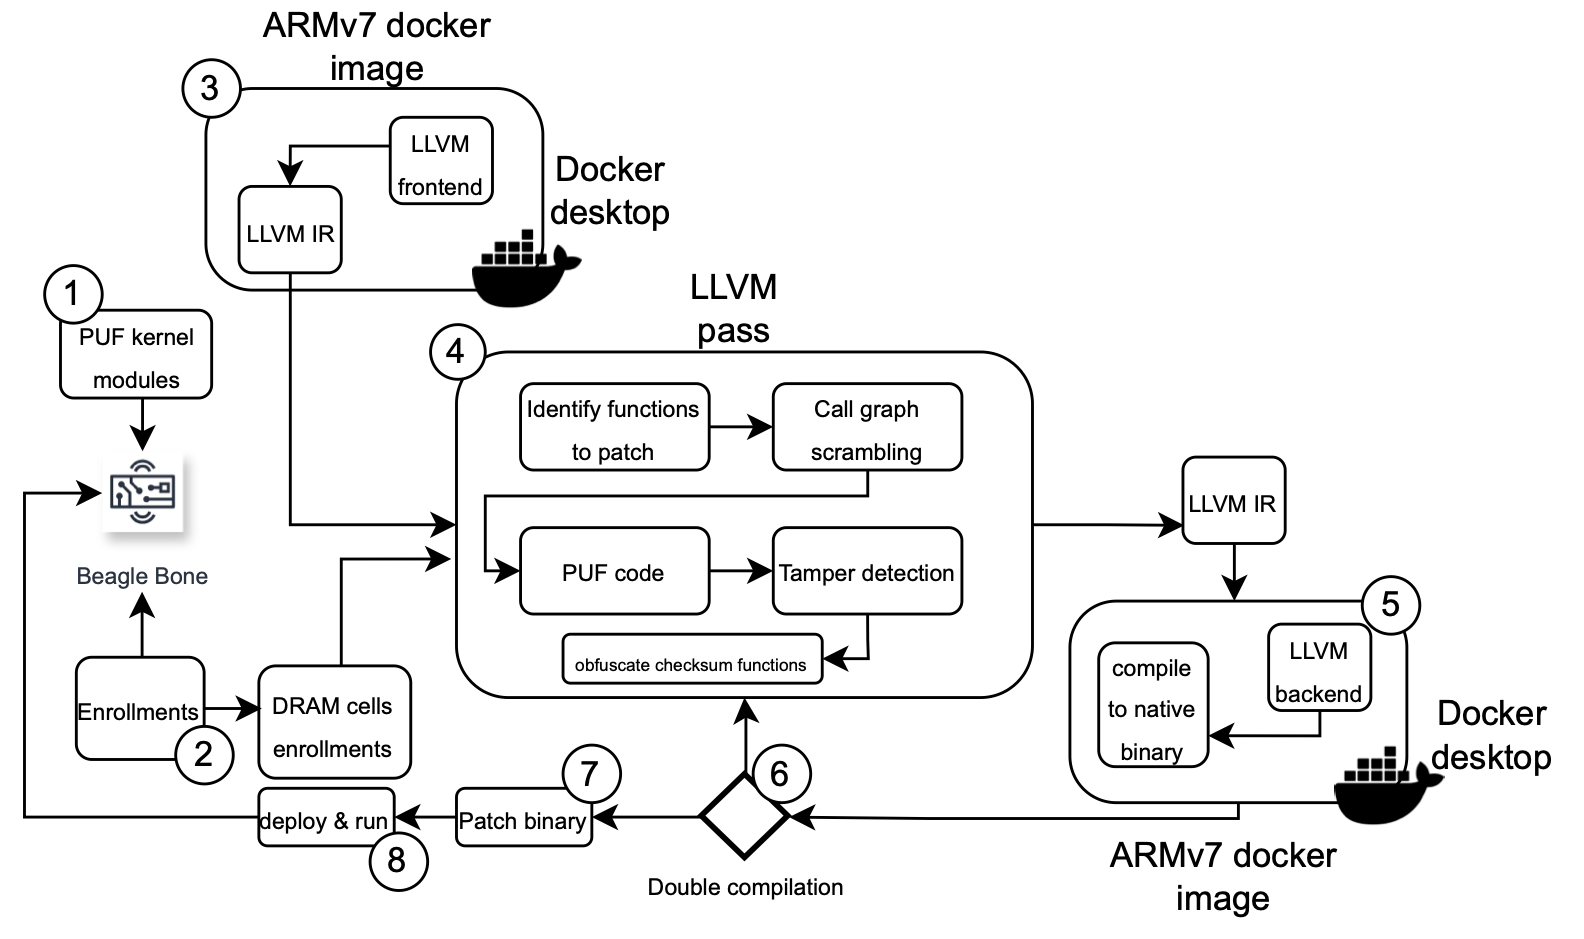 ARMv7 docker
image
3
LLVM
frontend
LLVM IR
Docker
desktop
1
PUF kernel
modules
Beagle Bone
Enrollments
2
DRAM cells
enrollments
LLVM
pass
4
Identify functions
to patch
Call graph
scrambling
PUF code
Tamper detection
obfuscate checksum functions
LLVM IR
5
LLVM
backend
compile
to native
binary
Docker
desktop
ARMv7 docker
image
6
Double compilation
7
Patch binary
deploy & run
8